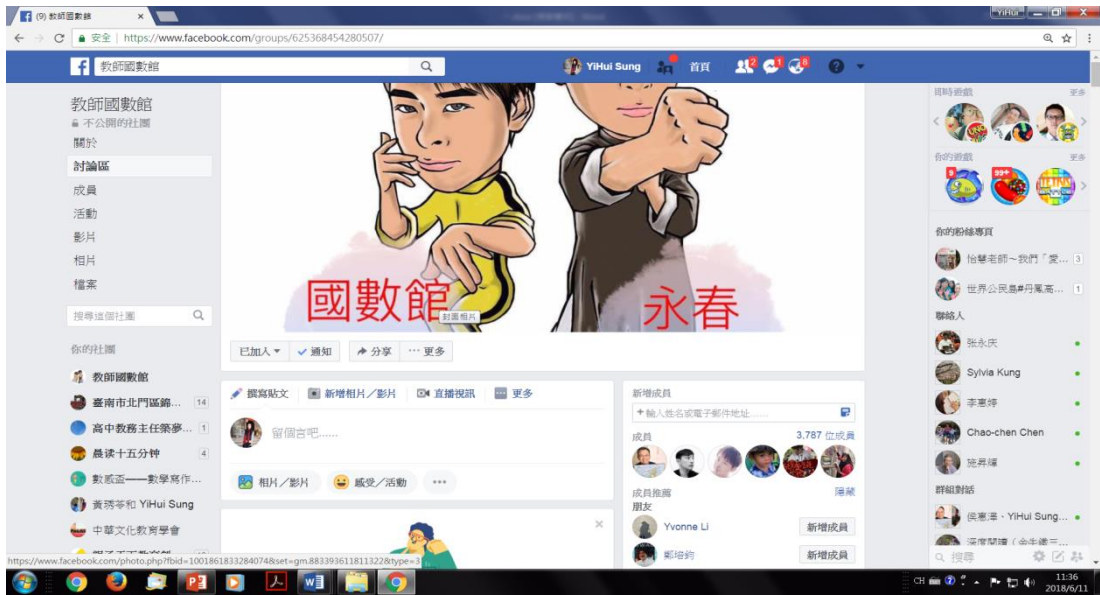 (9) 教師國數館
YiHui
安全 | https://www.facebook.com/groups/625368454280507/
教師國數館
YiHui Sung
首頁
2
1
8
教師國數館
不公開的社團
關於
討論區
成員
活動
影片
相片
檔案
搜尋這個社團
你的社團
教師國數館
臺南市北門區錦... 14
高中教務主任築夢... 1
晨读十五分钟 4
數感盃——數學寫作...
黃琇苓和 YiHui Sung
中華文化教育學會
國數館
永春
封面相片
已加入
通知
分享
更多
撰寫貼文
新增相片／影片
直播視訊
更多
留個言吧......
相片／影片
感受／活動
新增成員
+ 輸入姓名或電子郵件地址......
成員
3,787 位成員
成員推薦
隱藏
朋友
Yvonne Li
新增成員
鄭培鈞
新增成員
即時遊戲
更多
你的遊戲
更多
9
99+
你的粉絲專頁
怡慧老師～我們「愛... 3
世界公民島#丹鳳高... 1
聯絡人
張永庆
Sylvia Kung
李惠婷
Chao-chen Chen
施昇輝
群組對話
侯惠澤、YiHui Sung...
搜尋
https://www.facebook.com/photo.php?fbid=1001861833284074&set=gm.883393611811322&type=3
CH
11:36
2018/6/11